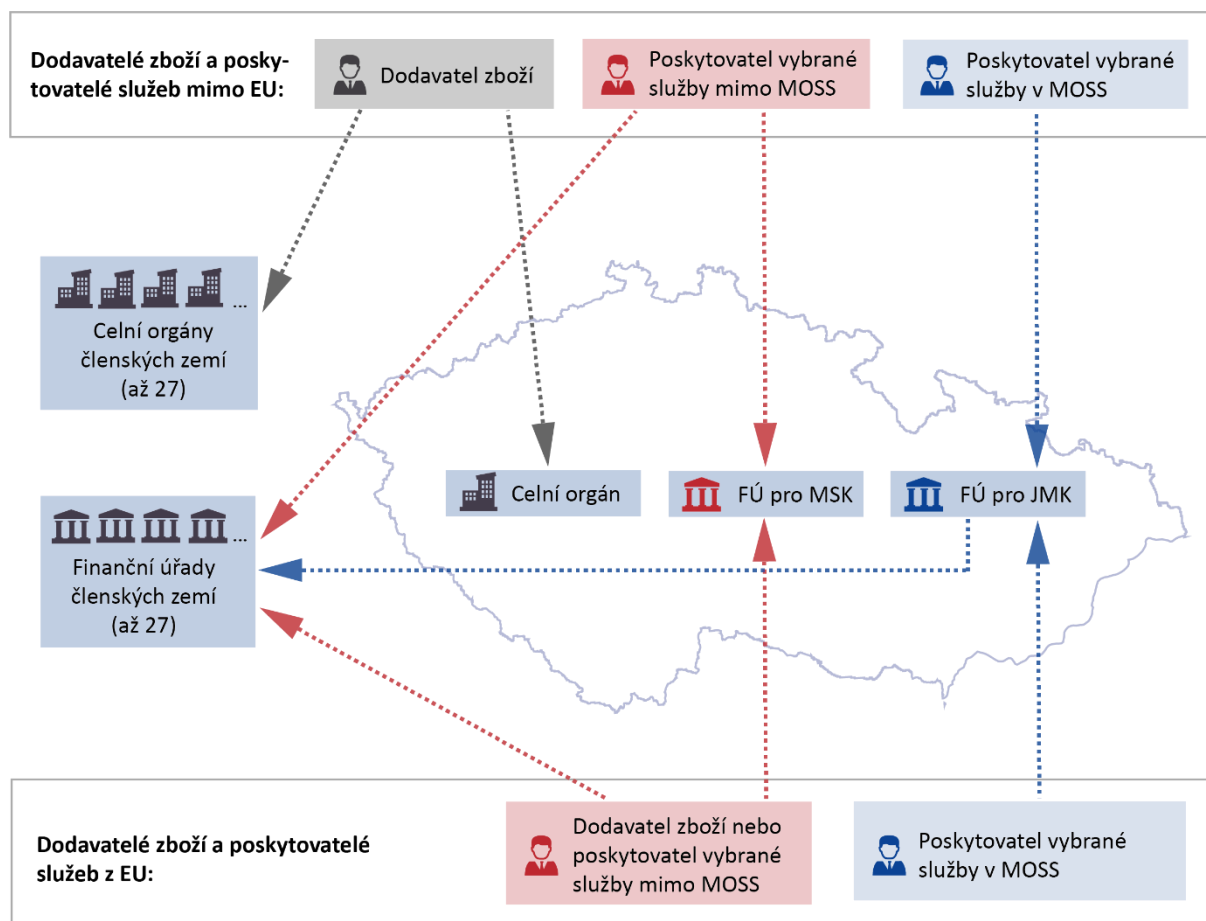 Dodavatelé zboží a posky-
tovatelé služeb mimo EU:
Dodavatel zboží
Poskytovatel vybrané
služby mimo MOSS
Poskytovatel vybrané
služby v MOSS
...
Celní orgány
členských zemí
(až 27)
Celní orgán
FÚ pro MSK
FÚ pro JMK
...
Finanční úřady
členských zemí
(až 27)
Dodavatelé zboží a poskytovatelé
služeb z EU:
Dodavatel zboží nebo
poskytovatel vybrané
služby mimo MOSS
Poskytovatel vybrané
služby v MOSS